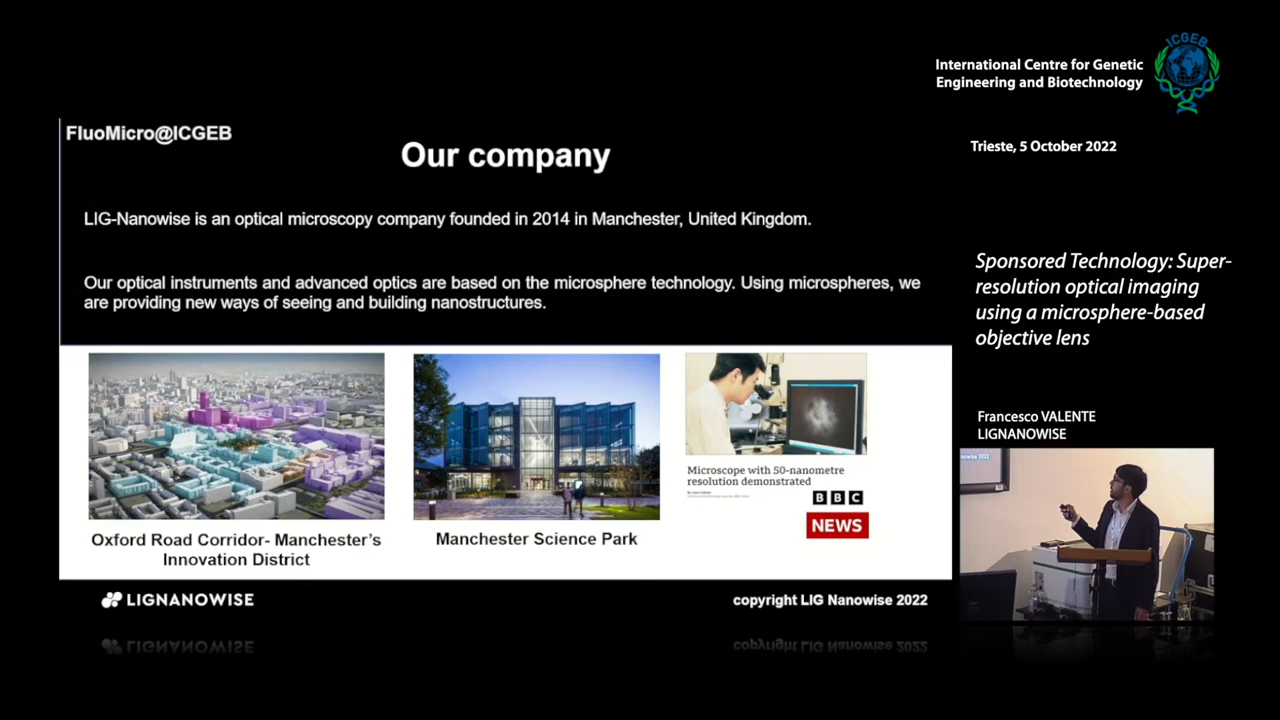 International Centre for Genetic
Engineering and Biotechnology
ICGEB
Trieste, 5 October 2022
FluoMicro@ICGEB
Our company
LIG-Nanowise is an optical microscopy company founded in 2014 in Manchester, United Kingdom.
Our optical instruments and advanced optics are based on the microsphere technology. Using microspheres, we
are providing new ways of seeing and building nanostructures.
Oxford Road Corridor- Manchester's
Innovation District
Manchester Science Park
Microscope with 50-nanometre
resolution demonstrated
BBC
NEWS
LIGNANOWISE
copyright LIG Nanowise 2022
Sponsored Technology: Super-
resolution optical imaging
using a microsphere-based
objective lens
Francesco VALENTE
LIGNANOWISE
nowise 2022